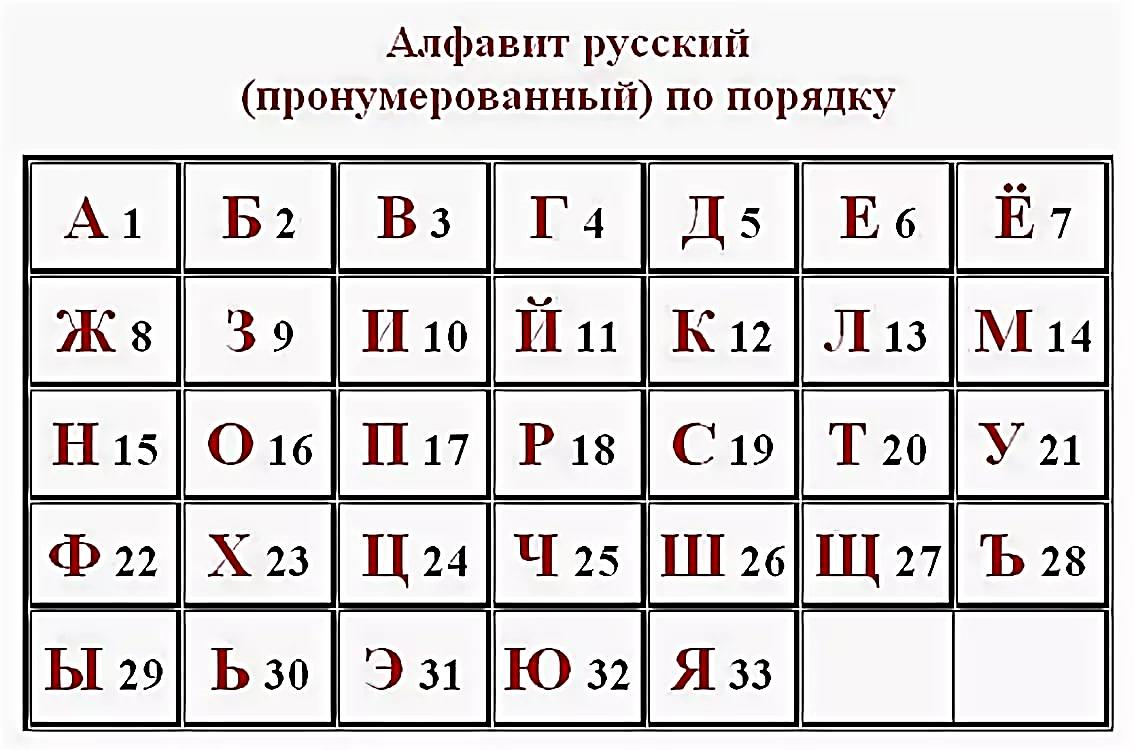 Алфавит русский
(пронумерованный) по порядку
А 1 Б 2 В 3 Г 4 Д 5 Е 6 Ё 7
Ж 8 З 9 И 10 Й 11 К 12 Л 13 М 14
Н 15 О 16 П 17 Р 18 С 19 Т 20 У 21
Ф 22 Х 23 Ц 24 Ч 25 Ш 26 Щ 27 Ъ 28
Ы 29 Ь 30 Э 31 Ю 32 Я 33